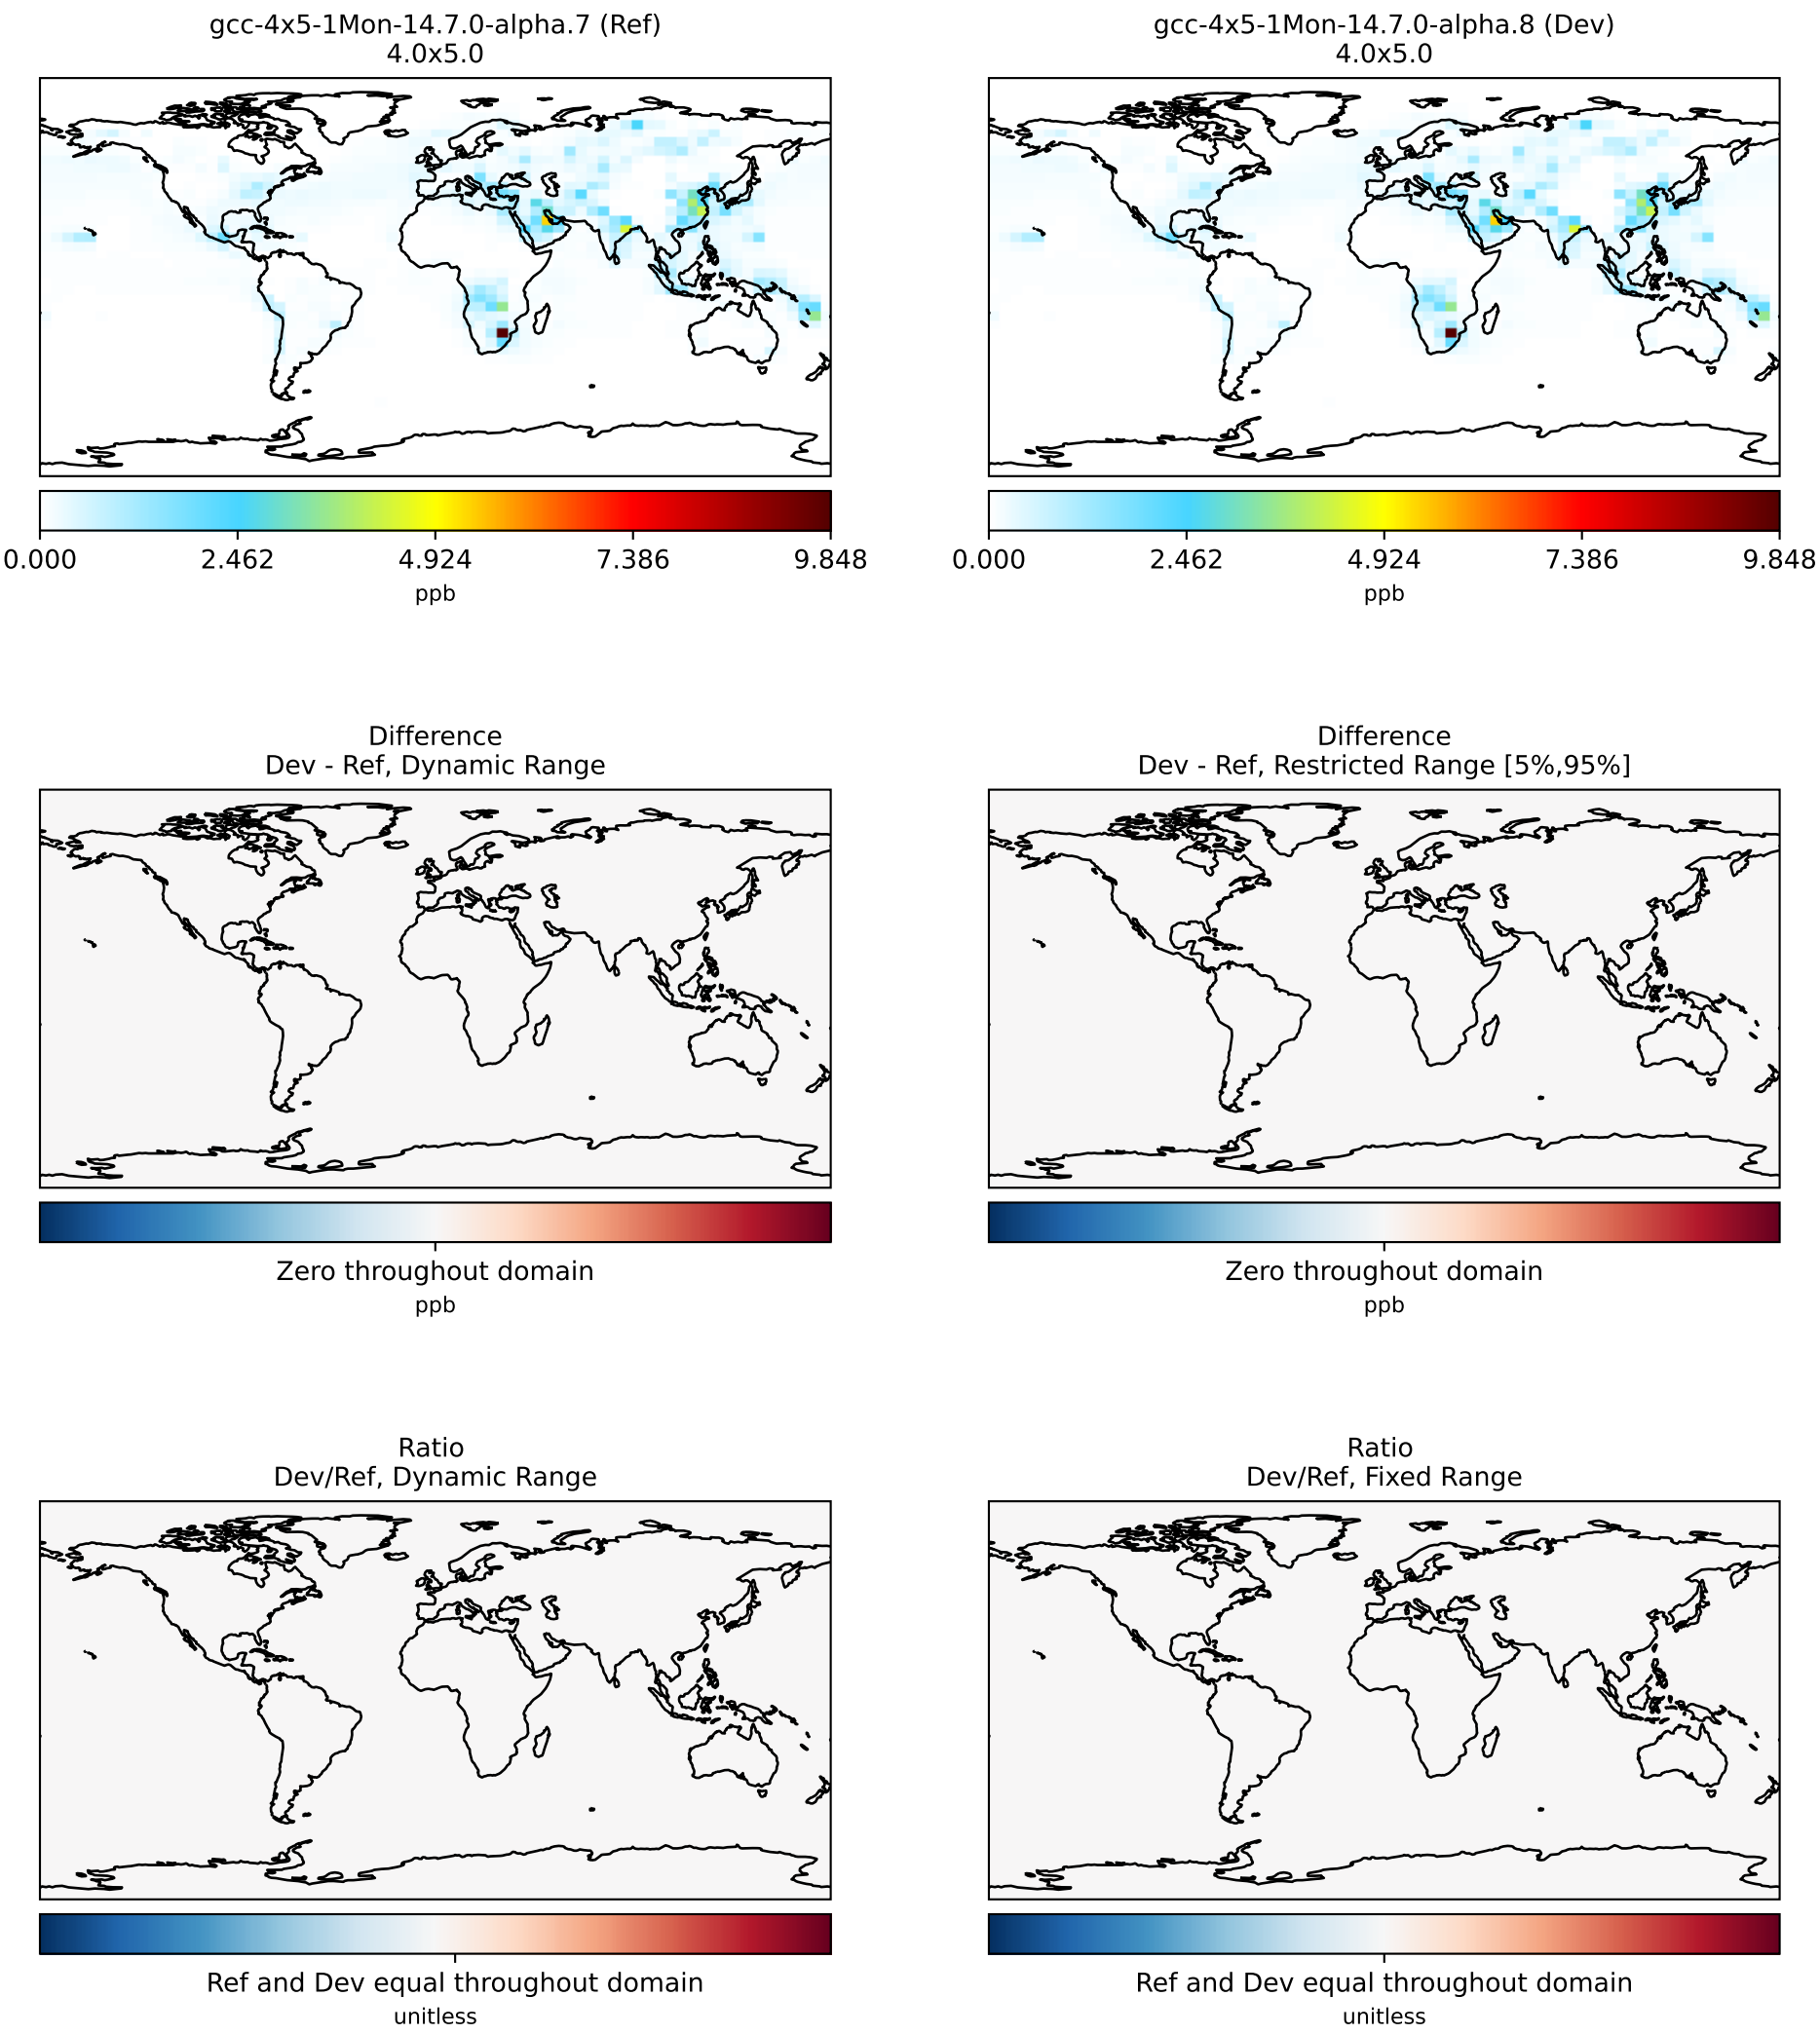 gcc-4x5-1Mon-14.7.0-alpha.7 (Ref)
4.0x5.0
gcc-4x5-1Mon-14.7.0-alpha.8 (Dev)
4.0x5.0
0.000 2.462 4.924 7.386 9.848
ppb
0.000 2.462 4.924 7.386 9.848
ppb
Difference
Dev - Ref, Dynamic Range
Difference
Dev - Ref, Restricted Range [5%,95%]
Zero throughout domain
ppb
Zero throughout domain
ppb
Ratio
Dev/Ref, Dynamic Range
Ratio
Dev/Ref, Fixed Range
Ref and Dev equal throughout domain
unitless
Ref and Dev equal throughout domain
unitless